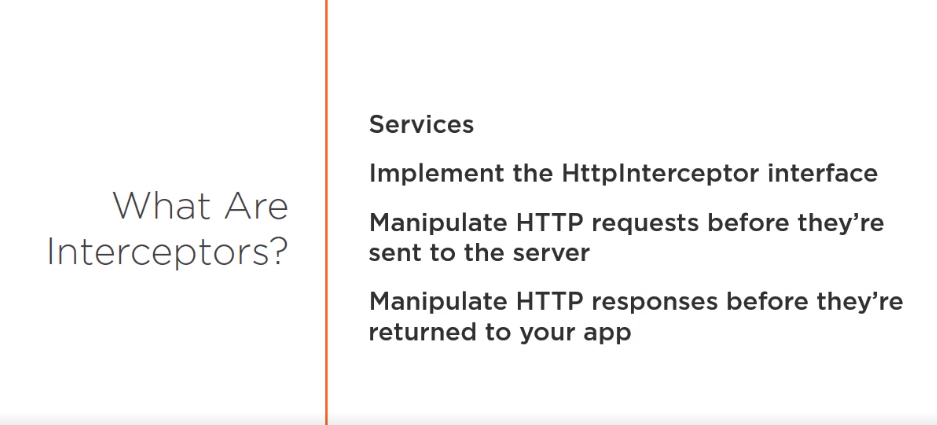 What Are
Interceptors?
Services
Implement the HttpInterceptor interface
Manipulate HTTP requests before they're
sent to the server
Manipulate HTTP responses before they're
returned to your app